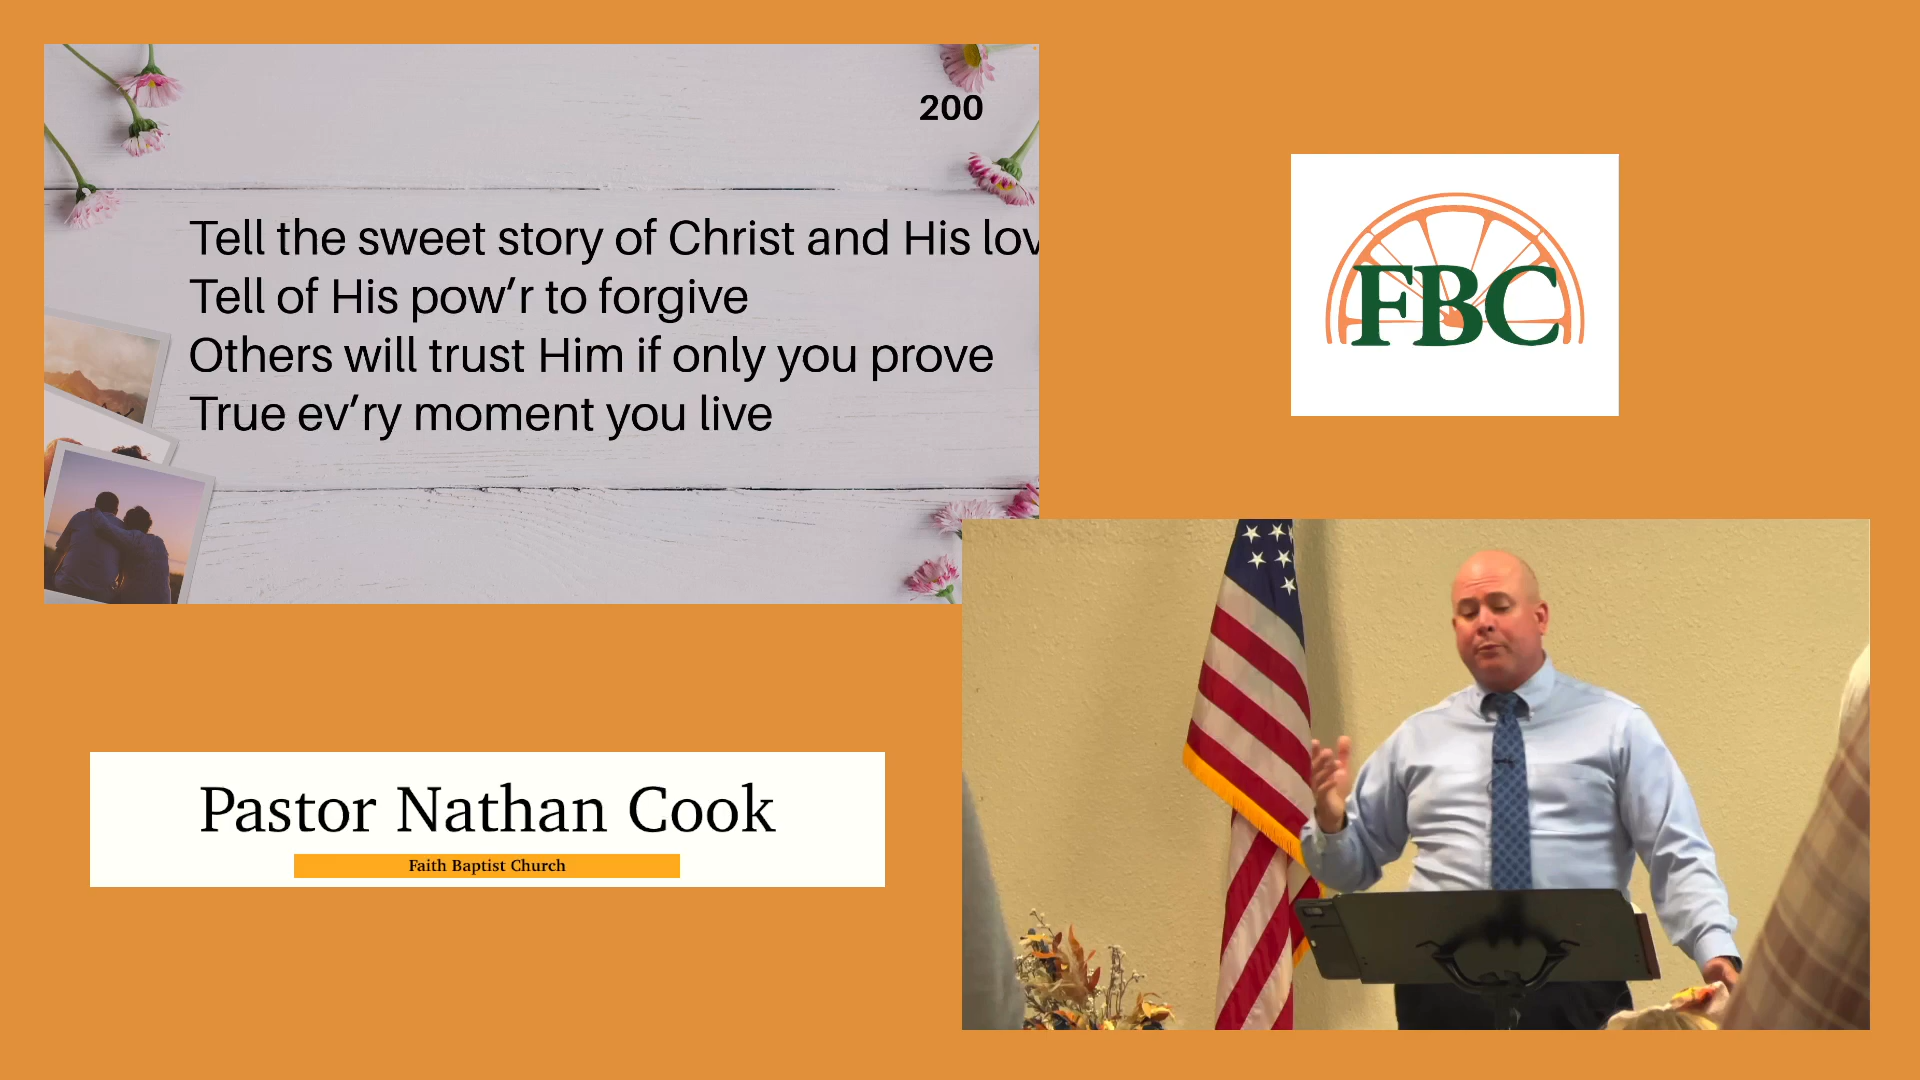 200
Tell the sweet story of Christ and His lov
Tell of His pow’r to forgive
Others will trust Him if only you prove
True ev’ry moment you live
FBC
Pastor Nathan Cook
Faith Baptist Church